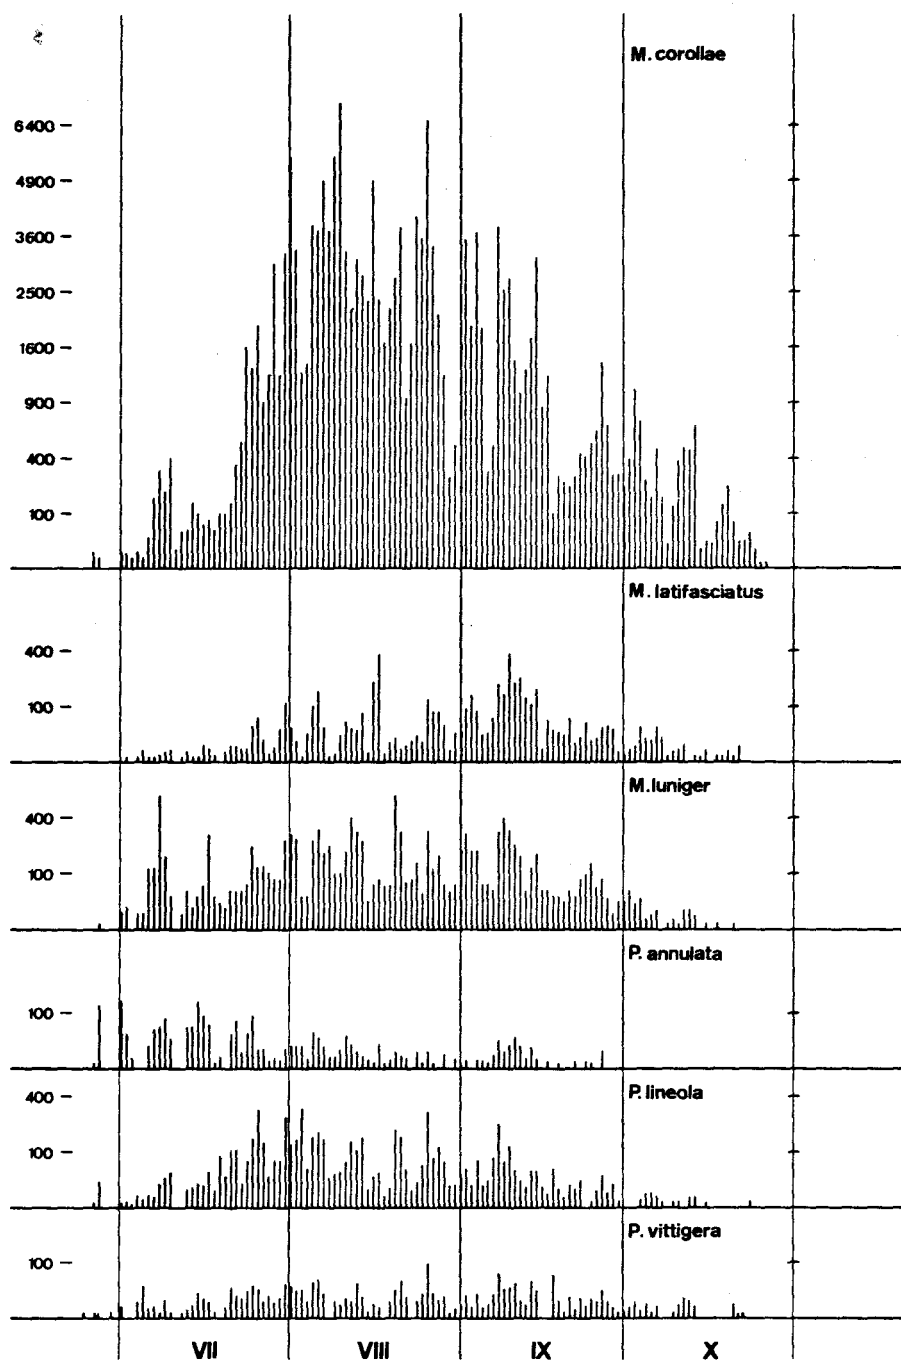 M. corollae
6400
4900
3600
2500
1600
900
400
100
M. latifasciatus
400
100
M. luniger
400
100
P. annulata
100
P. lineola
400
100
P. vittigera
100
VII VIII IX X